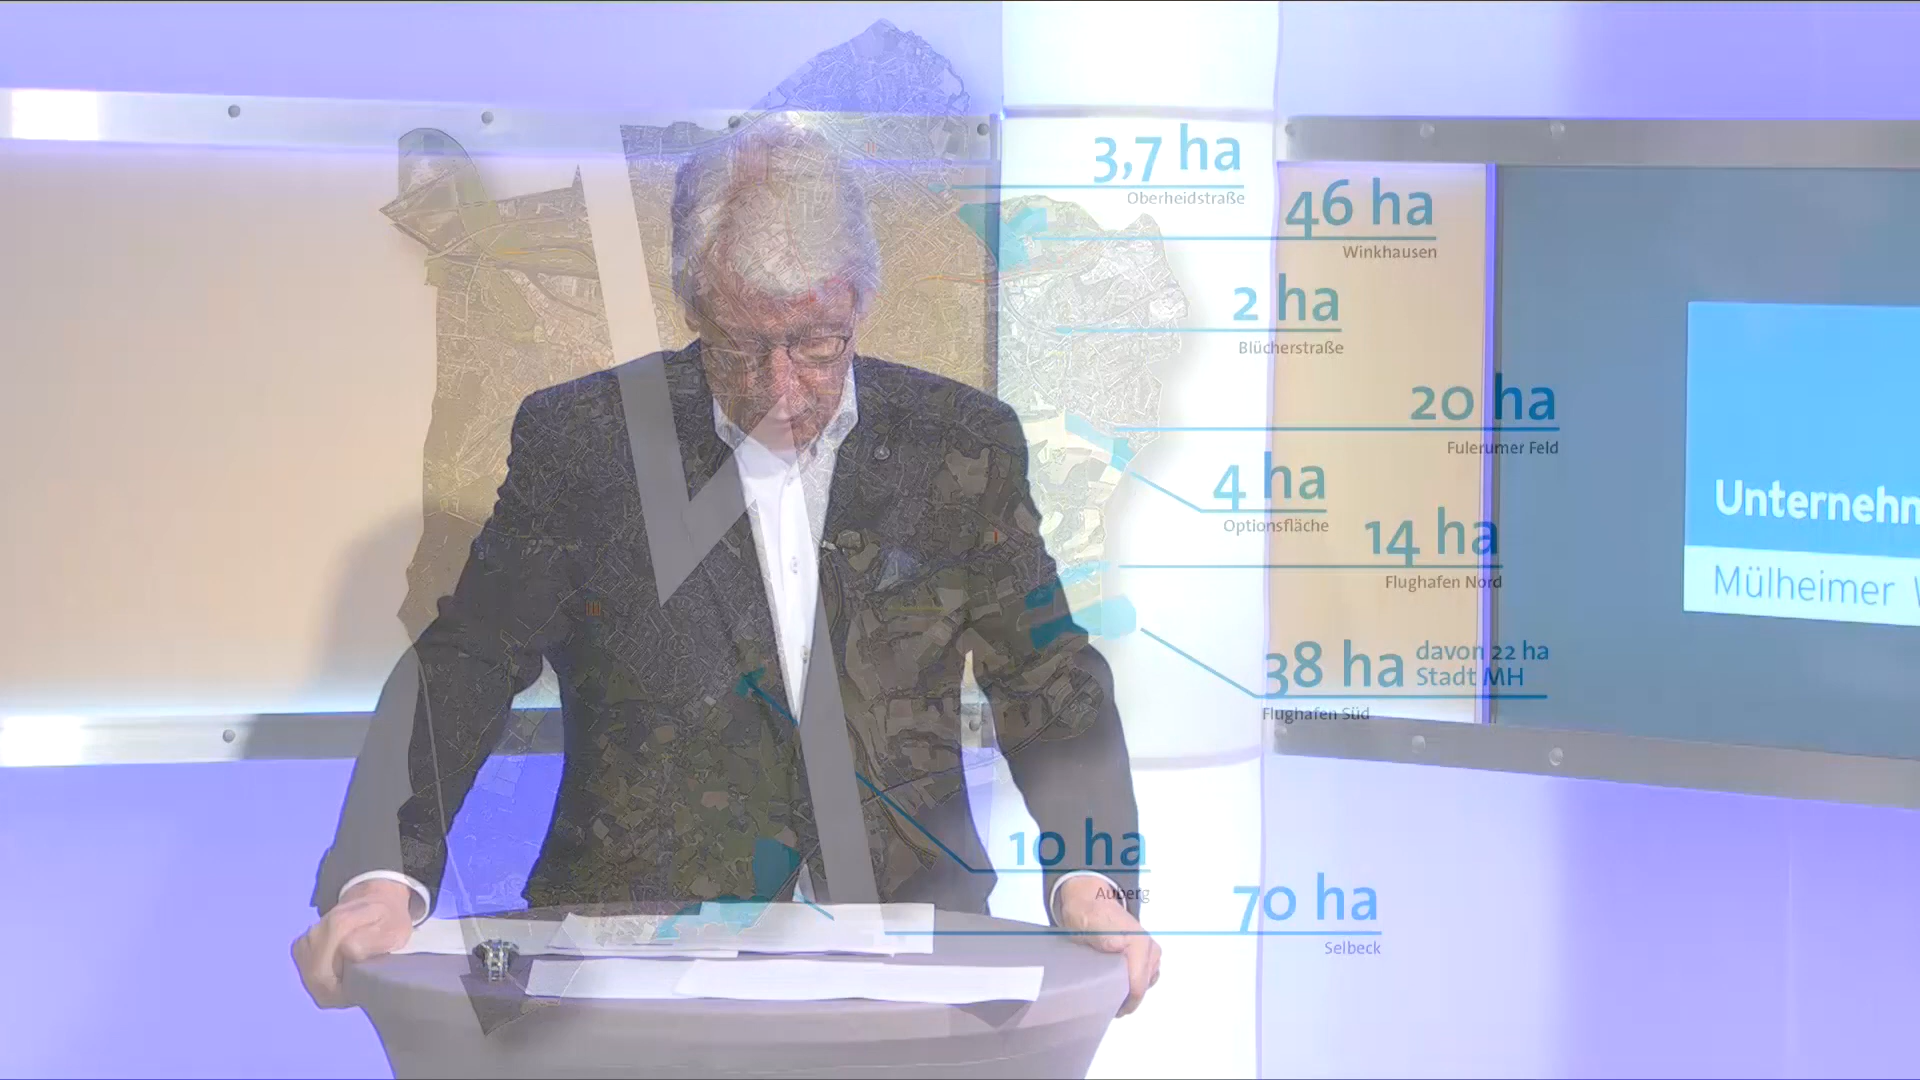 3,7 ha
Oberheidstraße
46 ha
Winkhausen
2 ha
Blücherstraße
20 ha
Fulerumer Feld
4 ha
Optionsfläche
14 ha
Flughafen Nord
38 ha davon 22 ha
Stadt MH
Flughafen Süd
10 ha
Auberg
70 ha
Selbeck
Unternehm
Mülheimer